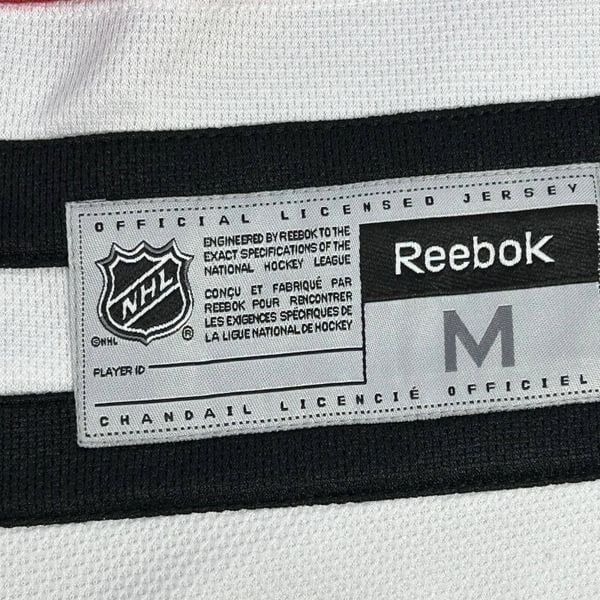 OFFICIAL LICENSED JERSEY
NHL
©NHL
®
ENGINEERED BY REEBOK TO THE
EXACT SPECIFICATIONS OF THE
NATIONAL HOCKEY LEAGUE
CONÇU ET FABRIQUÉ PAR
REEBOK POUR RENCONTRER
LES EXIGENCES SPÉCIFIQUES DE
LA LIGUE NATIONAL DE HOCKEY
PLAYER ID
Reebok
M
CHANDAIL LICENCIÉ OFFICIEL